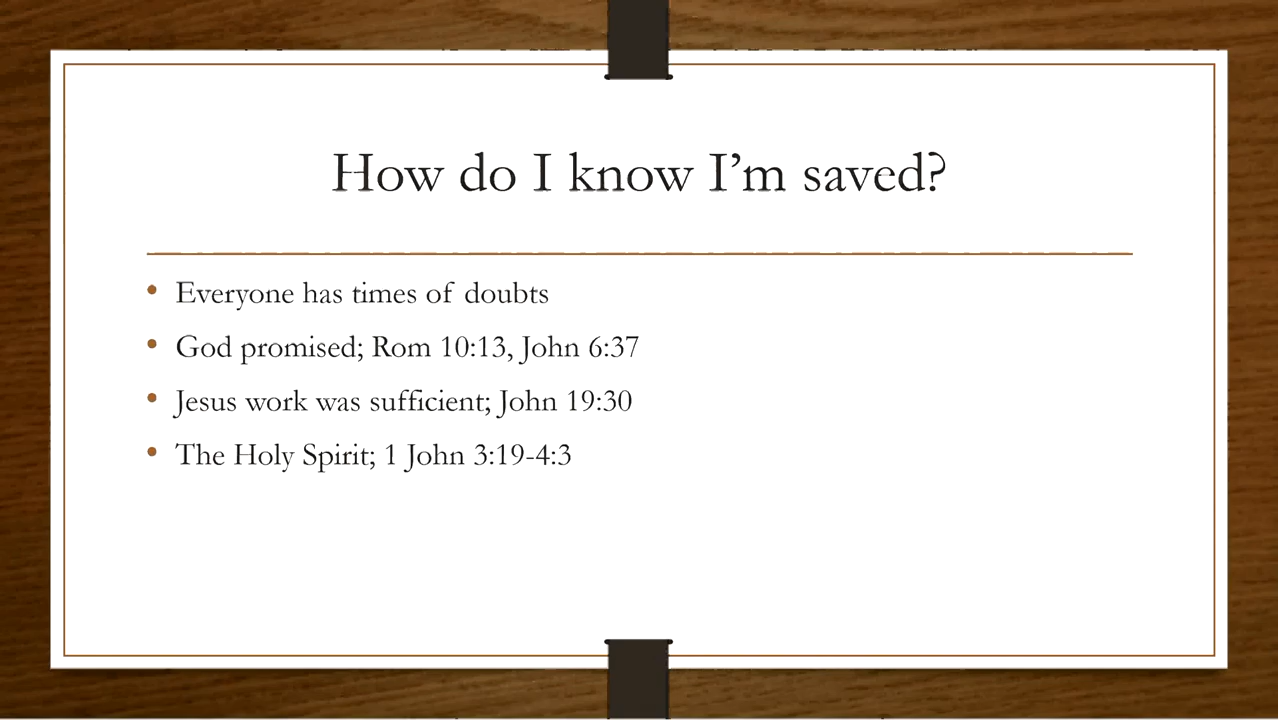 How do I know I’m saved?
• Everyone has times of doubts
• God promised; Rom 10:13, John 6:37
• Jesus work was sufficient; John 19:30
• The Holy Spirit; 1 John 3:19-4:3